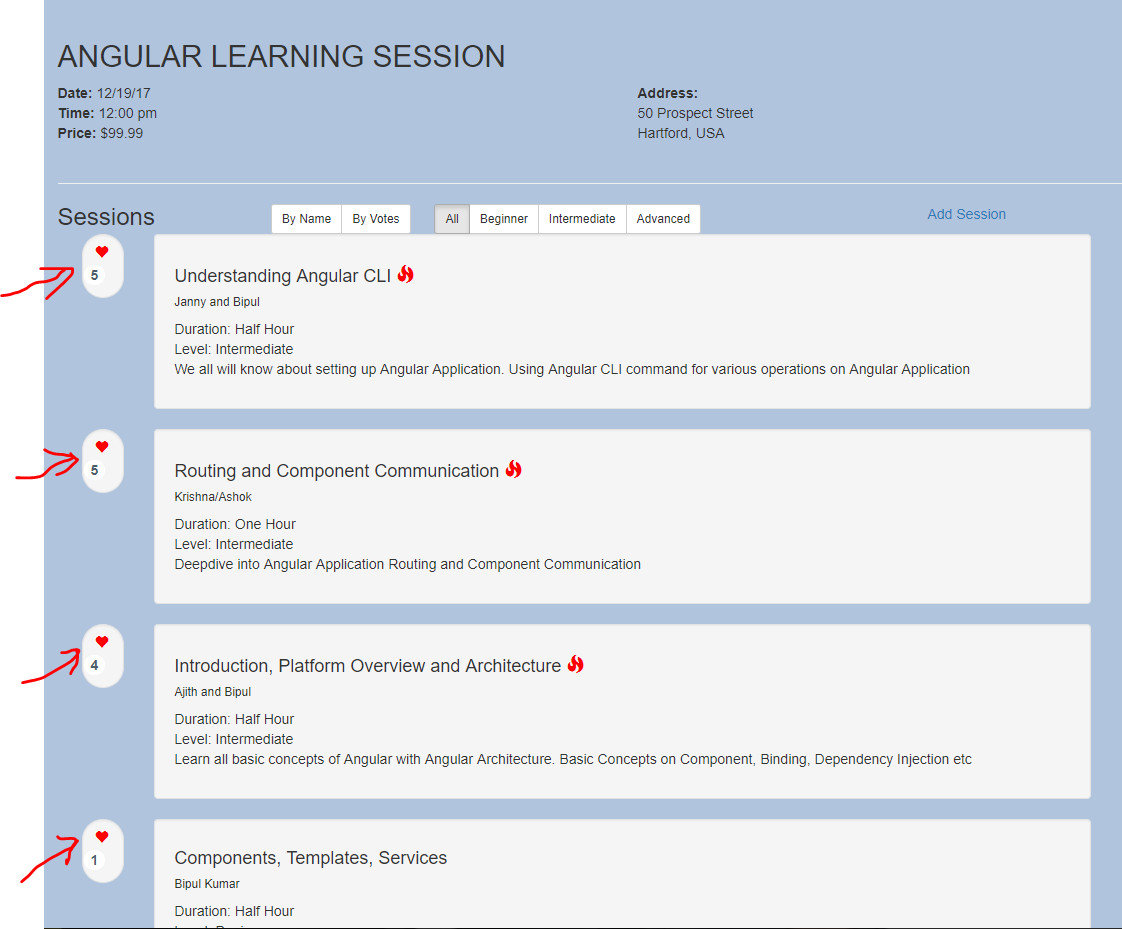 ANGULAR LEARNING SESSION
Date: 12/19/17
Time: 12:00 pm
Price: $99.99
Address:
50 Prospect Street
Hartford, USA
Sessions
By Name By Votes
All Beginner Intermediate Advanced
Add Session
5
Understanding Angular CLI
Janny and Bipul
Duration: Half Hour
Level: Intermediate
We all will know about setting up Angular Application. Using Angular CLI command for various operations on Angular Application
5
Routing and Component Communication
Krishna/Ashok
Duration: One Hour
Level: Intermediate
Deepdive into Angular Application Routing and Component Communication
4
Introduction, Platform Overview and Architecture
Ajith and Bipul
Duration: Half Hour
Level: Intermediate
Learn all basic concepts of Angular with Angular Architecture. Basic Concepts on Component, Binding, Dependency Injection etc
1
Components, Templates, Services
Bipul Kumar
Duration: Half Hour